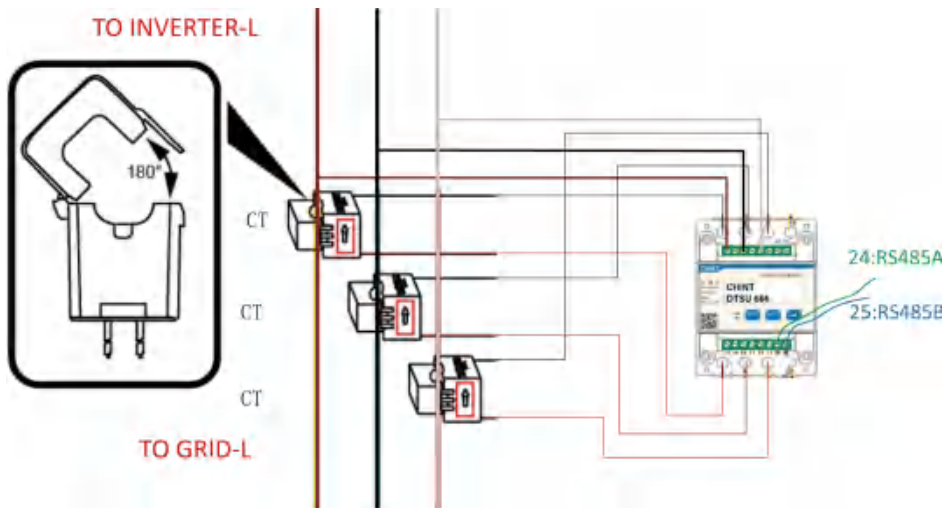 TO INVERTER-L
180°
CT
CT
CT
TO GRID-L
CHINT
DTSU 666
24:RS485A
25:RS485B